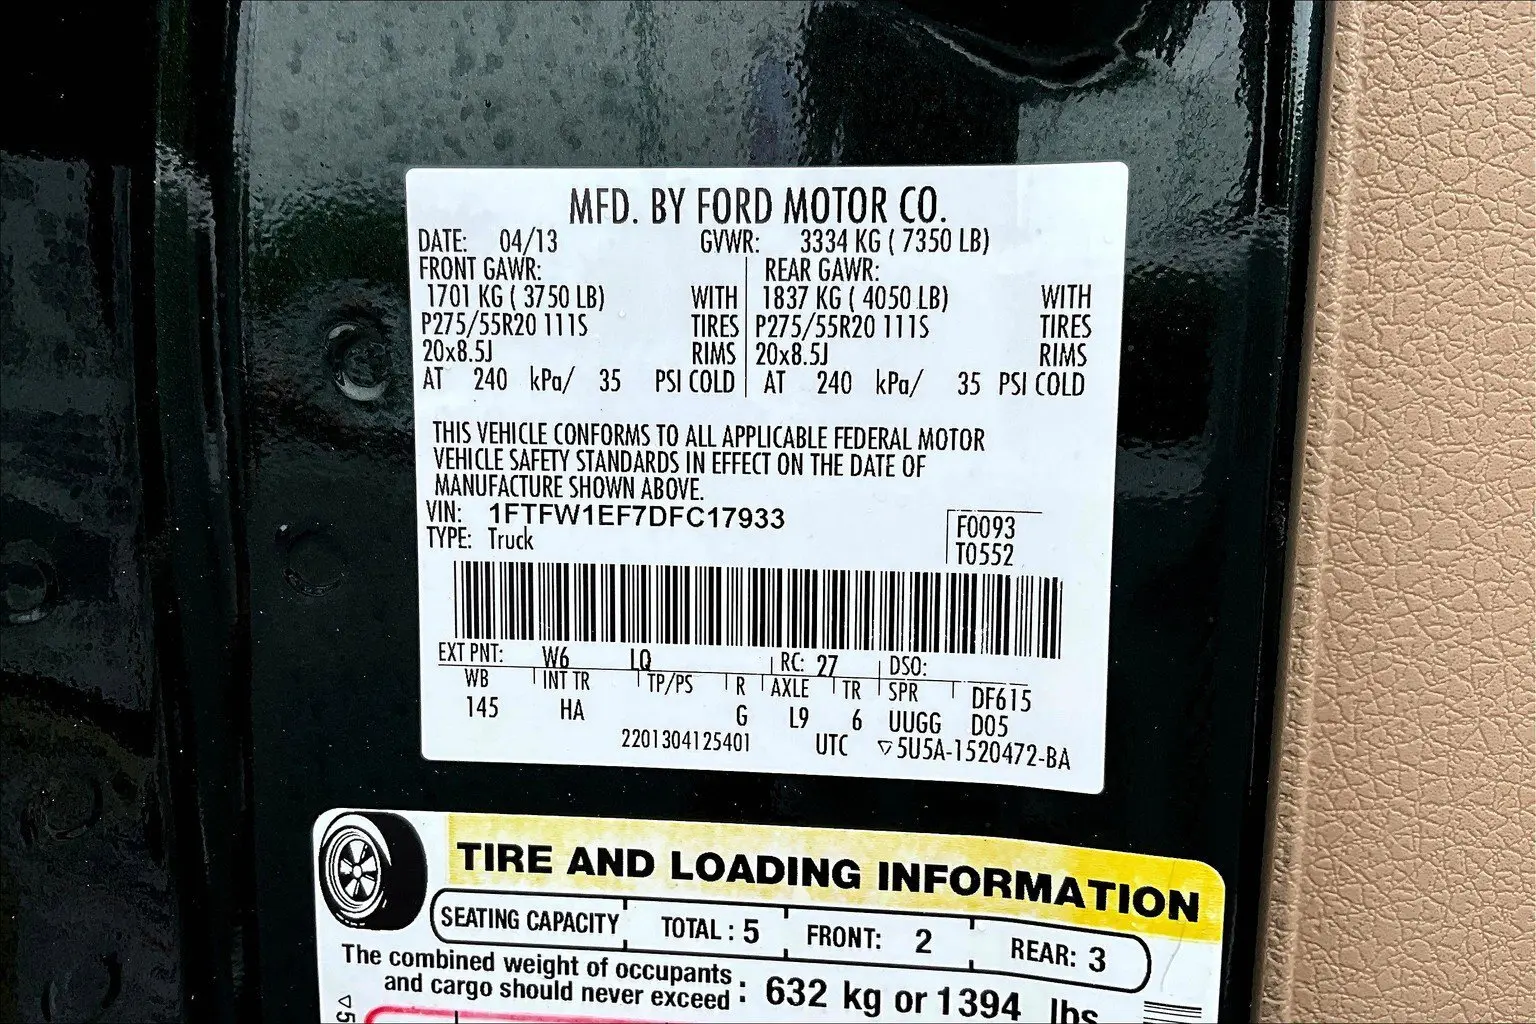 MFD. BY FORD MOTOR CO.
DATE: 04/13 GVWR: 3334 KG ( 7350 LB)
FRONT GAWR: REAR GAWR:
1701 KG ( 3750 LB) WITH 1837 KG ( 4050 LB) WITH
P275/55R20 111S TIRES P275/55R20 111S TIRES
20x8.5J RIMS 20x8.5J RIMS
AT 240 kPa/ 35 PSI COLD AT 240 kPa/ 35 PSI COLD
THIS VEHICLE CONFORMS TO ALL APPLICABLE FEDERAL MOTOR
VEHICLE SAFETY STANDARDS IN EFFECT ON THE DATE OF
MANUFACTURE SHOWN ABOVE.
VIN: 1FTFW1EF7DFC17933
F0093
TYPE: Truck
T0552
EXT PNT: W6 LQ RC: 27 DSO:
WB INT TR TP/PS R AXLE TR SPR DF615
145 HA G L9 6 UUGG D05
2201304125401 UTC ▽5U5A-1520472-BA
TIRE AND LOADING INFORMATION
SEATING CAPACITY TOTAL : 5 FRONT: 2 REAR: 3
The combined weight of occupants
and cargo should never exceed : 632 kg or 1394 lbs
▽5